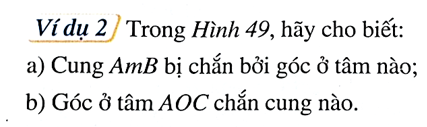 Ví dụ 2 Trong Hình 49, hãy cho biết:
a) Cung AmB bị chắn bởi góc ở tâm nào;
b) Góc ở tâm AOC chắn cung nào.